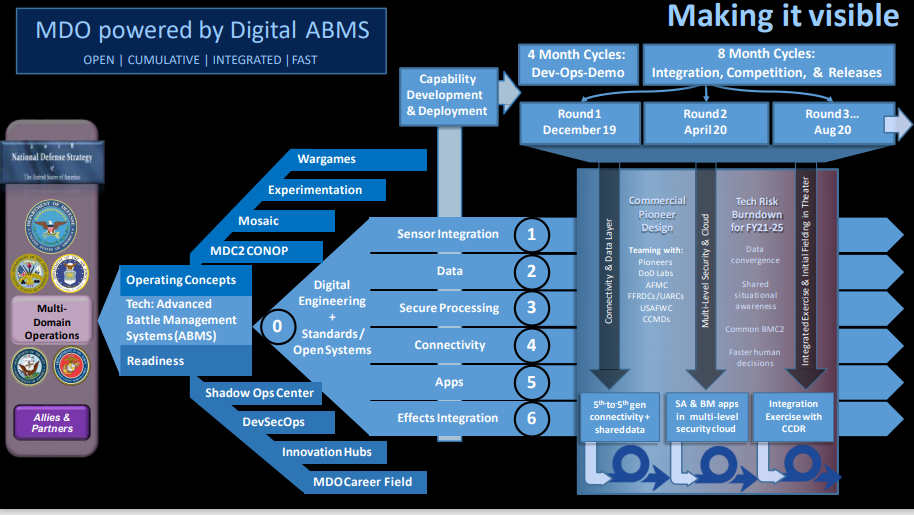 Making it visible
MDO powered by Digital ABMS
OPEN | CUMULATIVE | INTEGRATED | FAST
4 Month Cycles:
Dev-Ops-Demo
8 Month Cycles:
Integration, Competition, & Releases
Capability
Development
& Deployment
Round 1
December 19
Round 2
April 20
Round 3...
Aug 20
National Defense Strategy
of
The United States of America
Multi-
Domain
Operations
Allies &
Partners
Wargames
Experimentation
Mosaic
MDC2 CONOP
Operating Concepts
Tech: Advanced
Battle Management
Systems (ABMS)
Readiness
Shadow Ops Center
DevSecOps
Innovation Hubs
MDO Career Field
0
Digital
Engineering
+
Standards /
Open Systems
Sensor Integration 1
Data 2
Secure Processing 3
Connectivity 4
Apps 5
Effects Integration 6
Connectivity & Data Layer
Commercial
Pioneer
Design
Teaming with:
Pioneers
DoD Labs
AFMC
FFRDCs/UARCs
USAFWC
CCMDs
Multi-Level Security & Cloud
Tech Risk
Burndown
for FY21-25
Data
convergence
Shared
situational
awareness
Common BMC2
Faster human
decisions
Integrated Exercise & Initial Fielding in Theater
5th-to-5th gen
connectivity +
shared data
SA & BM apps
in multi-level
security cloud
Integration
Exercise with
CCDR